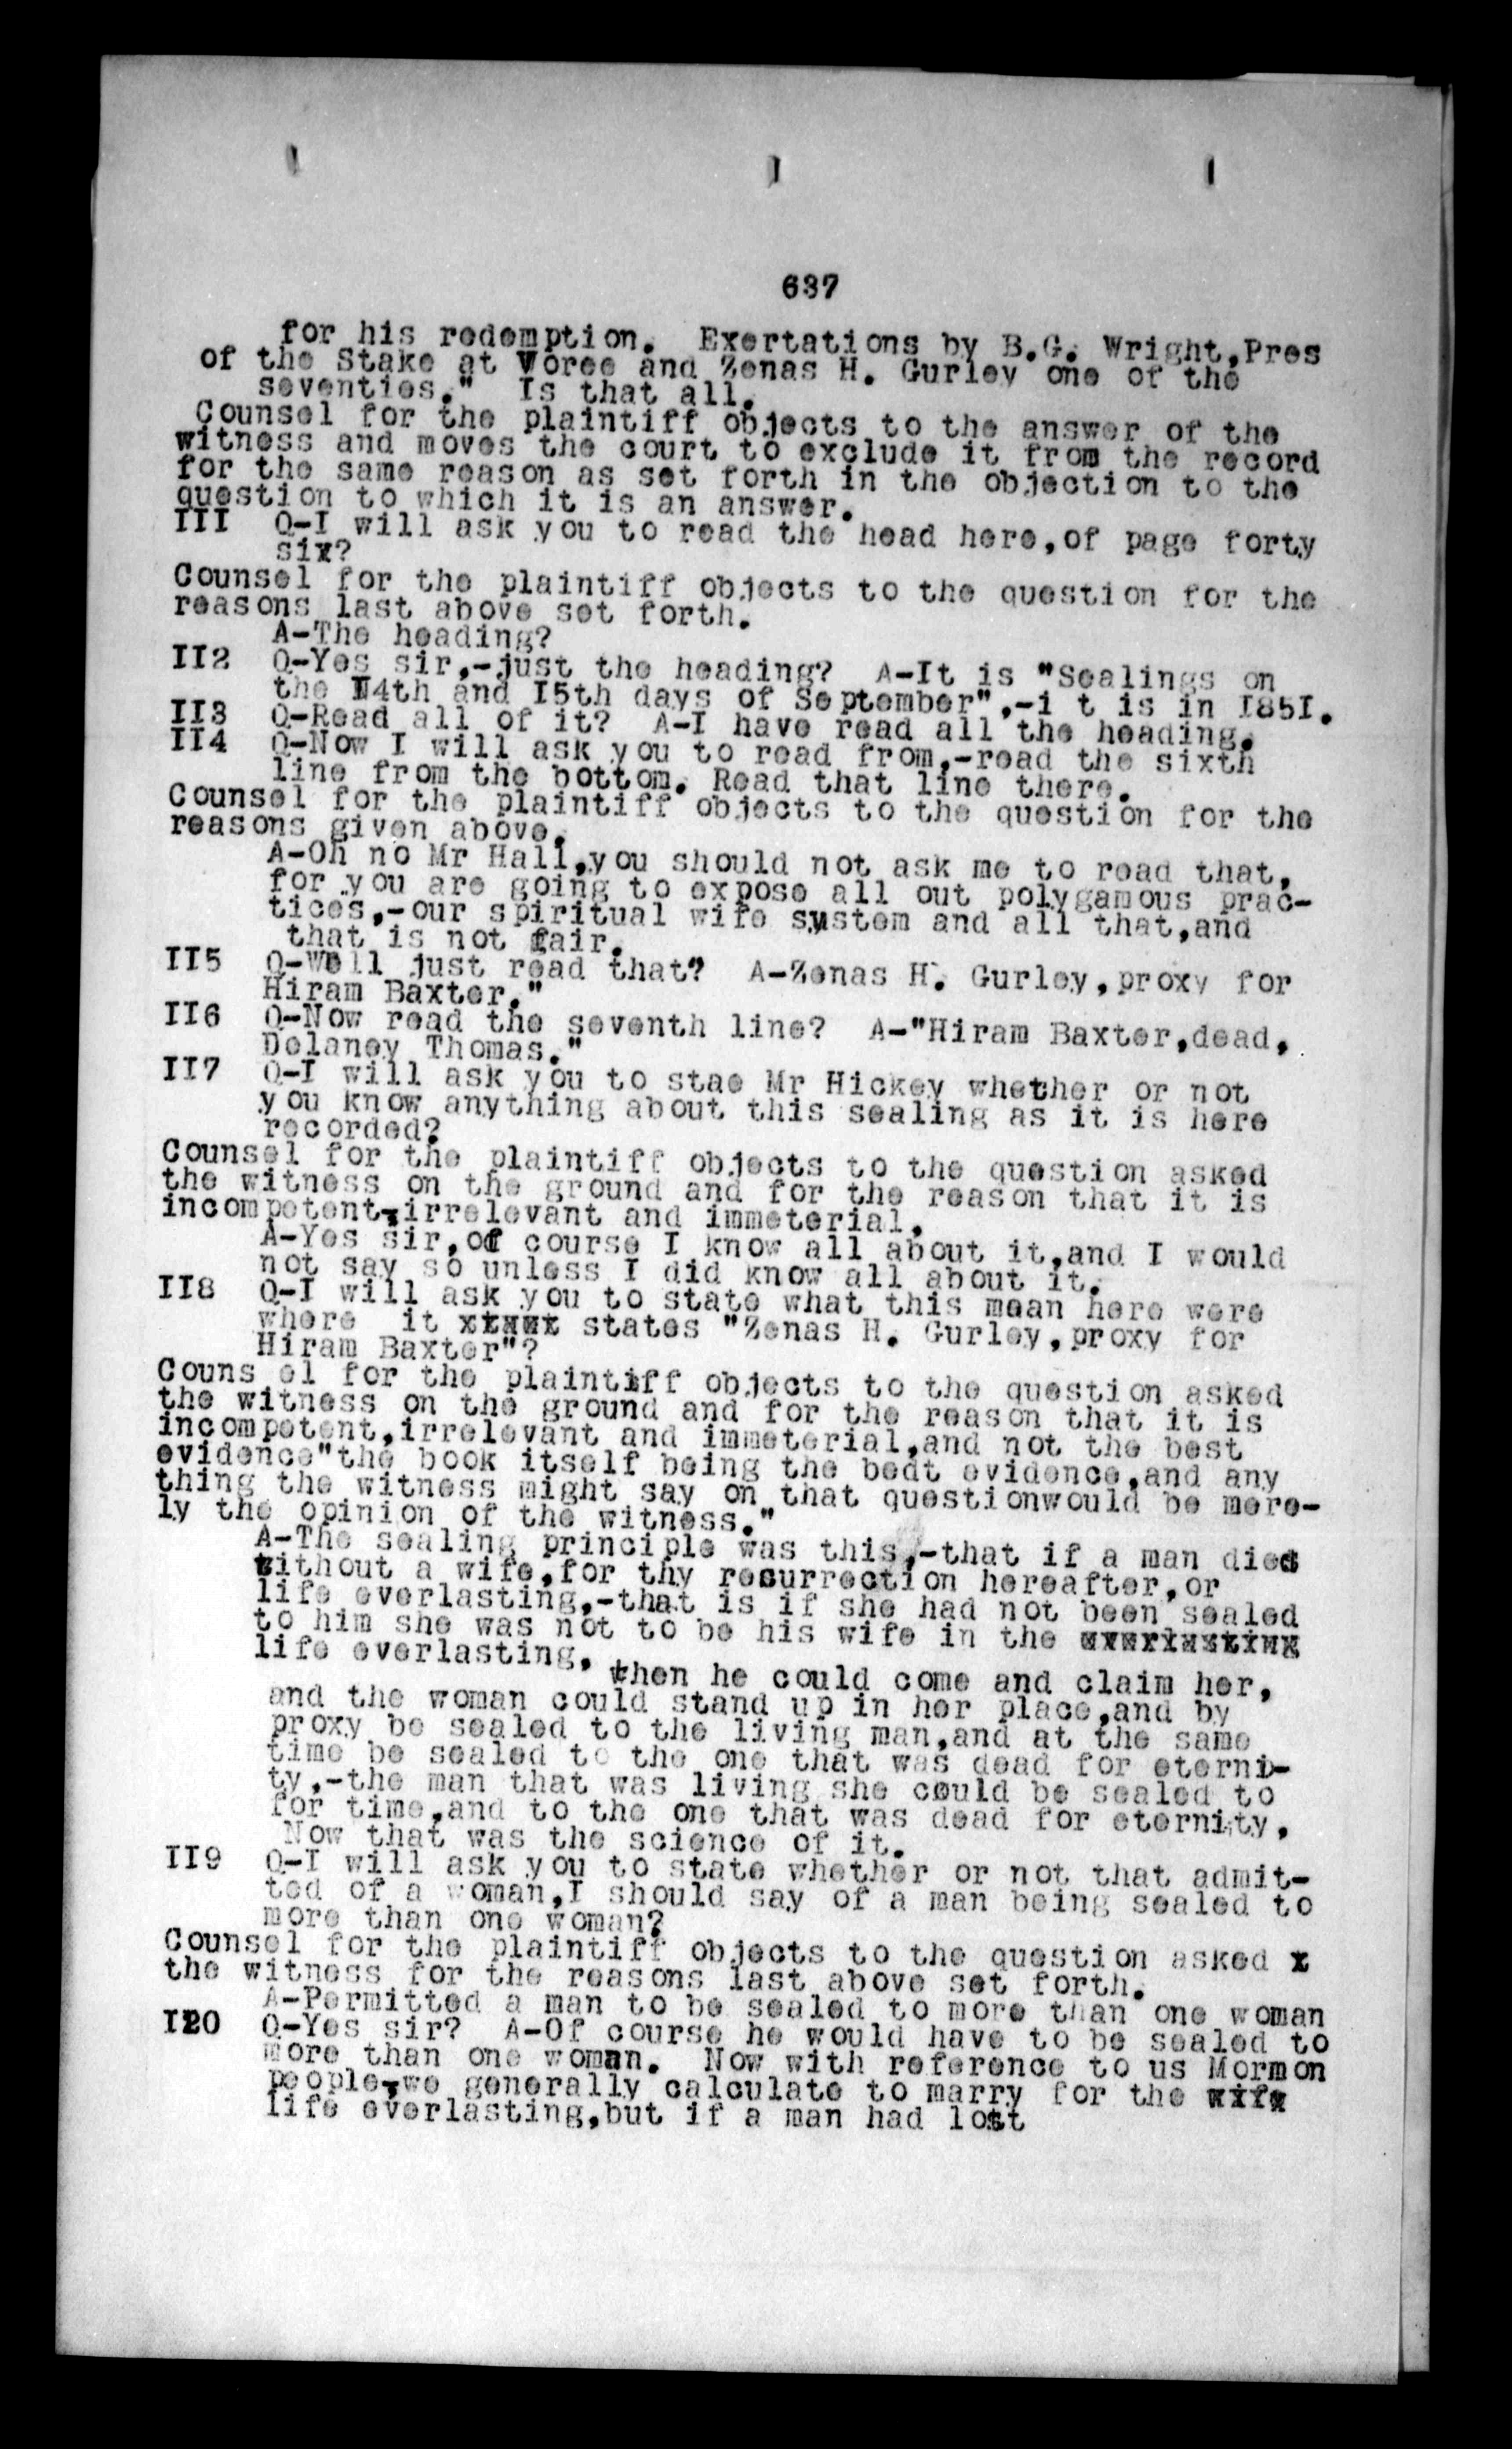 637
for his redemption.  Exertations by B.G. Wright,Pres
of the Stake at Voree and Zenas H. Gurley one of the
seventies."  Is that all.
Counsel for the plaintiff objects to the answer of the
witness and moves the court to exclude it from the record
for the same reason as set forth in the objection to the
question to which it is an answer.
III  Q-I will ask you to read the head here,of page forty
six?
Counsel for the plaintiff objects to the question for the
reasons last above set forth.
A-The heading?
II2  Q-Yes sir,-just the heading?  A-It is "Sealings on
the I4th and I5th days of September",-i t is in I85I.
II3  Q-Read all of it?  A-I have read all the heading.
II4  Q-Now I will ask you to read from,-read the sixth
line from the bottom. Read that line there.
Counsel for the plaintiff objects to the question for the
reasons given above.
A-Oh no Mr Hall,you should not ask me to read that,
for you are going to expose all out polygamous prac-
tices,-our spiritual wife system and all that,and
that is not fair.
II5  Q-Well just read that?  A-Zenas H. Gurley,proxy for
Hiram Baxter."
II6  Q-Now read the seventh line?  A-"Hiram Baxter,dead,
Delaney Thomas."
II7  Q-I will ask you to stae Mr Hickey whether or not
you know anything about this sealing as it is here
recorded?
Counsel for the plaintiff objects to the question asked
the witness on the ground and for the reason that it is
incompetent,irrelevant and immeterial.
A-Yes sir,of course I know all about it,and I would
not say so unless I did know all about it.
II8  Q-I will ask you to state what this mean here were
where  it states "Zenas H. Gurley,proxy for
Hiram Baxter"?
Couns el for the plaintiff objects to the question asked
the witness on the ground and for the reason that it is
incompetent,irrelevant and immeterial,and not the best
evidence"the book itself being the bedt evidence,and any
thing the witness might say on that questionwould be mere-
ly the opinion of the witness."
A-The sealing principle was this,-that if a man died
without a wife,for thy resurrection hereafter,or
life everlasting,-that is if she had not been sealed
to him she was not to be his wife in the
life everlasting, then he could come and claim her,
and the woman could stand up in her place,and by
proxy be sealed to the living man,and at the same
time be sealed to the one that was dead for eterni-
ty,-the man that was living she could be sealed to
for time,and to the one that was dead for eternity.
Now that was the science of it.
II9  Q-I will ask you to state whether or not that admit-
ted of a woman,I should say of a man being sealed to
more than one woman?
Counsel for the plaintiff objects to the question asked x
the witness for the reasons last above set forth.
A-Permitted a man to be sealed to more than one woman
I20  Q-Yes sir?  A-Of course he would have to be sealed to
more than one woman.  Now with reference to us Mormon
people,we generally calculate to marry for the
life everlasting,but if a man had lost